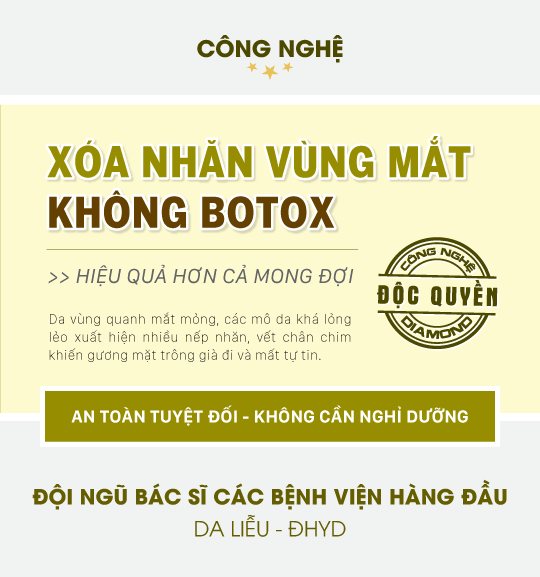 CÔNG NGHỆ
XÓA NHĂN VÙNG MẮT
KHÔNG BOTOX
>> HIỆU QUẢ HƠN CẢ MONG ĐỢI
Da vùng quanh mắt mỏng, các mô da khá lỏng
lẻo xuất hiện nhiều nếp nhăn, vết chân chim
khiến gương mặt trông già đi và mất tự tin.
CÔNG NGHỆ
ĐỘC QUYỀN
DIAMOND
AN TOÀN TUYỆT ĐỐI - KHÔNG CẦN NGHỈ DƯỠNG
ĐỘI NGŨ BÁC SĨ CÁC BỆNH VIỆN HÀNG ĐẦU
DA LIỄU - ĐHYD